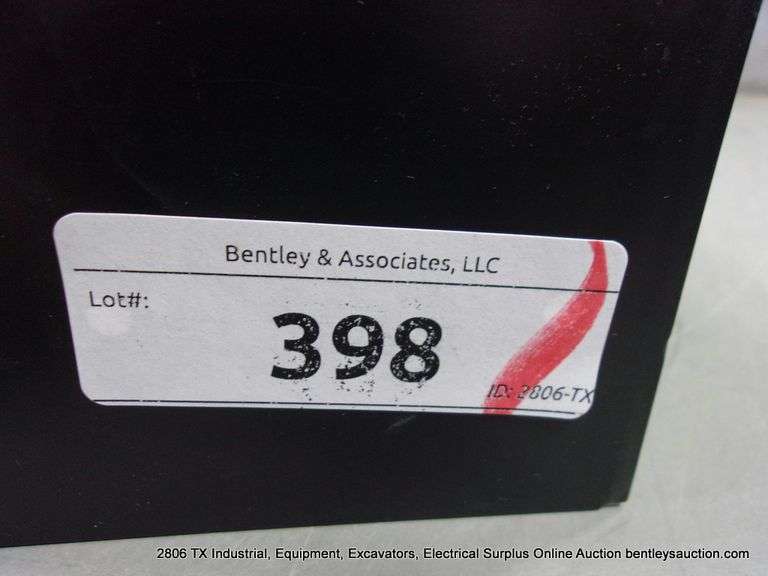 Bentley & Associates, LLC
Lot#:
398
ID: 2806-TX
2806 TX Industrial, Equipment, Excavators, Electrical Surplus Online Auction bentleysauction.com